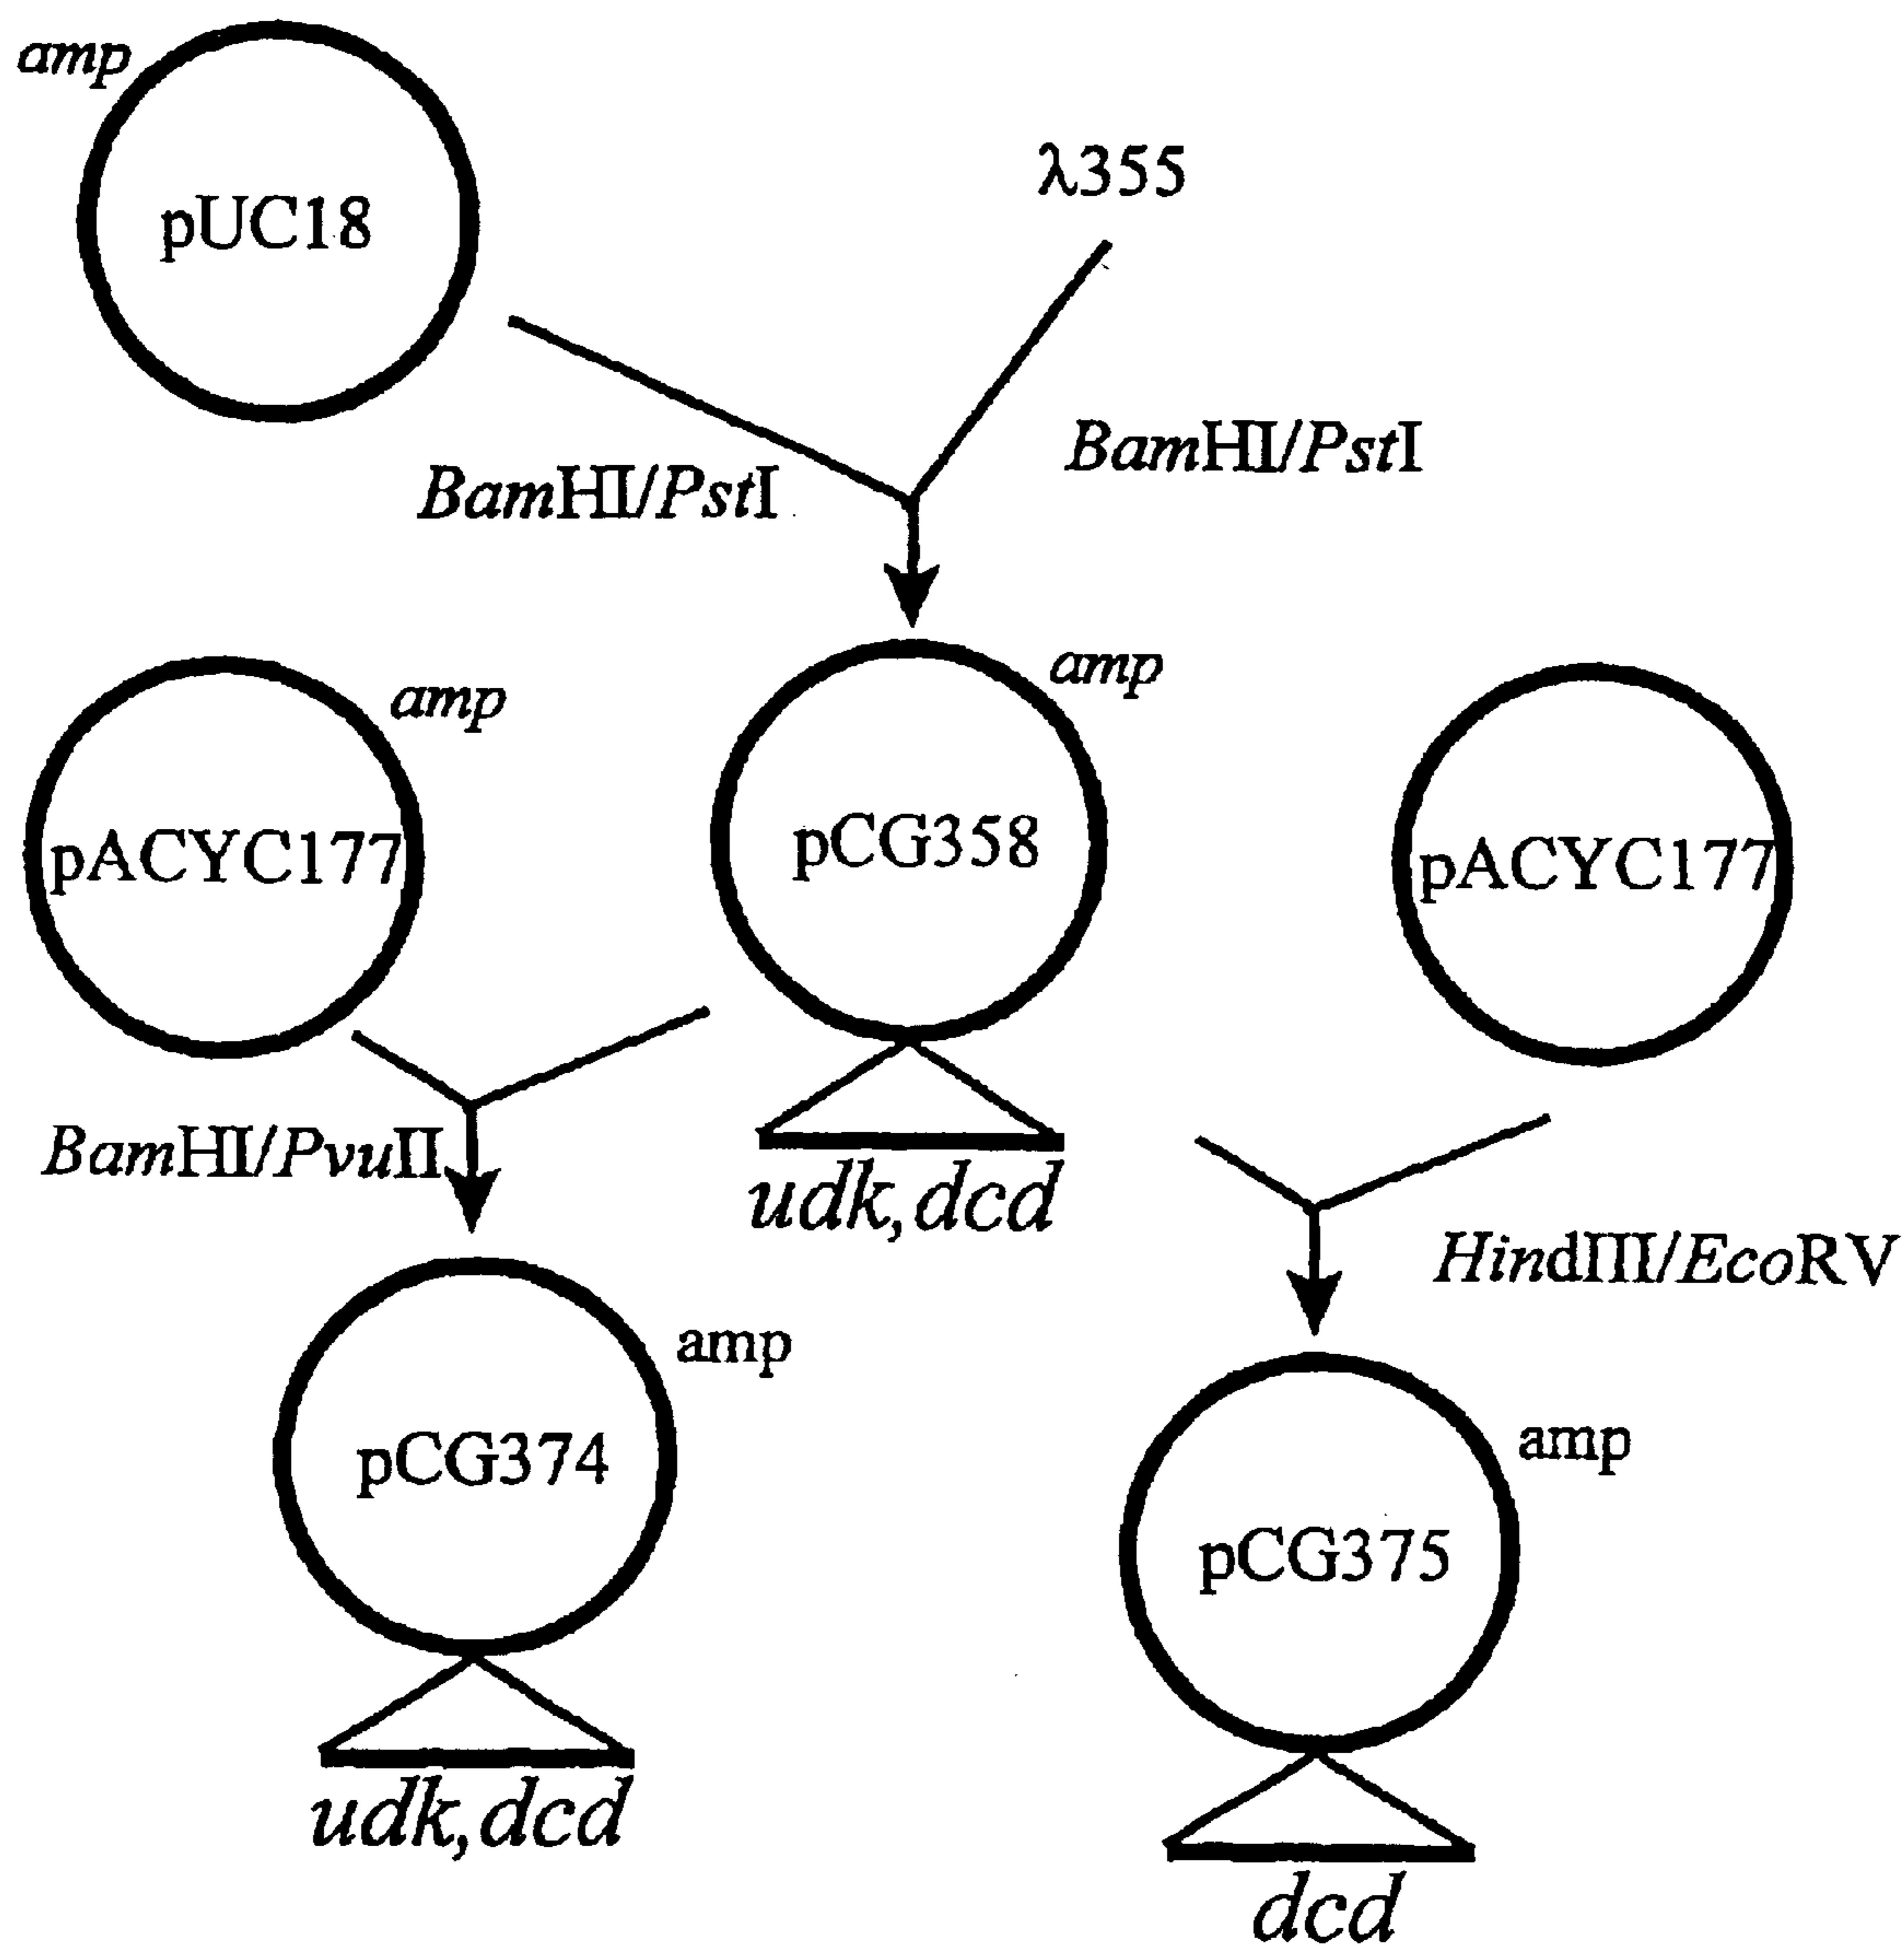 amp
pUC18
λ355
BamHI/PstI
BamHI/PstI
amp
pACYC177
amp
pCG358
pACYC177
BamHI/PvuII
udk,dcd
HindIII/EcoRV
amp
pCG374
amp
pCG375
udk,dcd
dcd